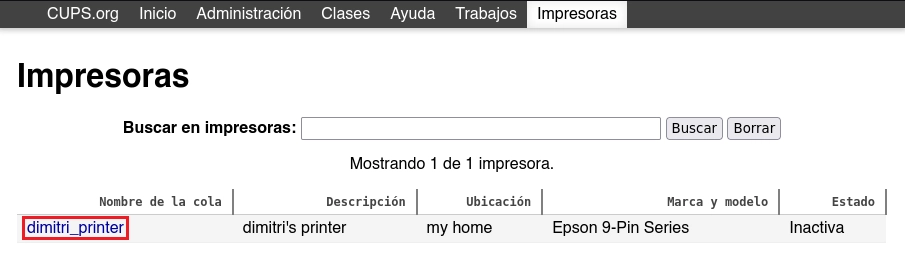 CUPS.org Inicio Administración Clases Ayuda Trabajos Impresoras
Impresoras
Buscar en impresoras: Buscar Borrar
Mostrando 1 de 1 impresora.
Nombre de la cola Descripción Ubicación Marca y modelo Estado
dimitri_printer dimitri's printer my home Epson 9-Pin Series Inactiva